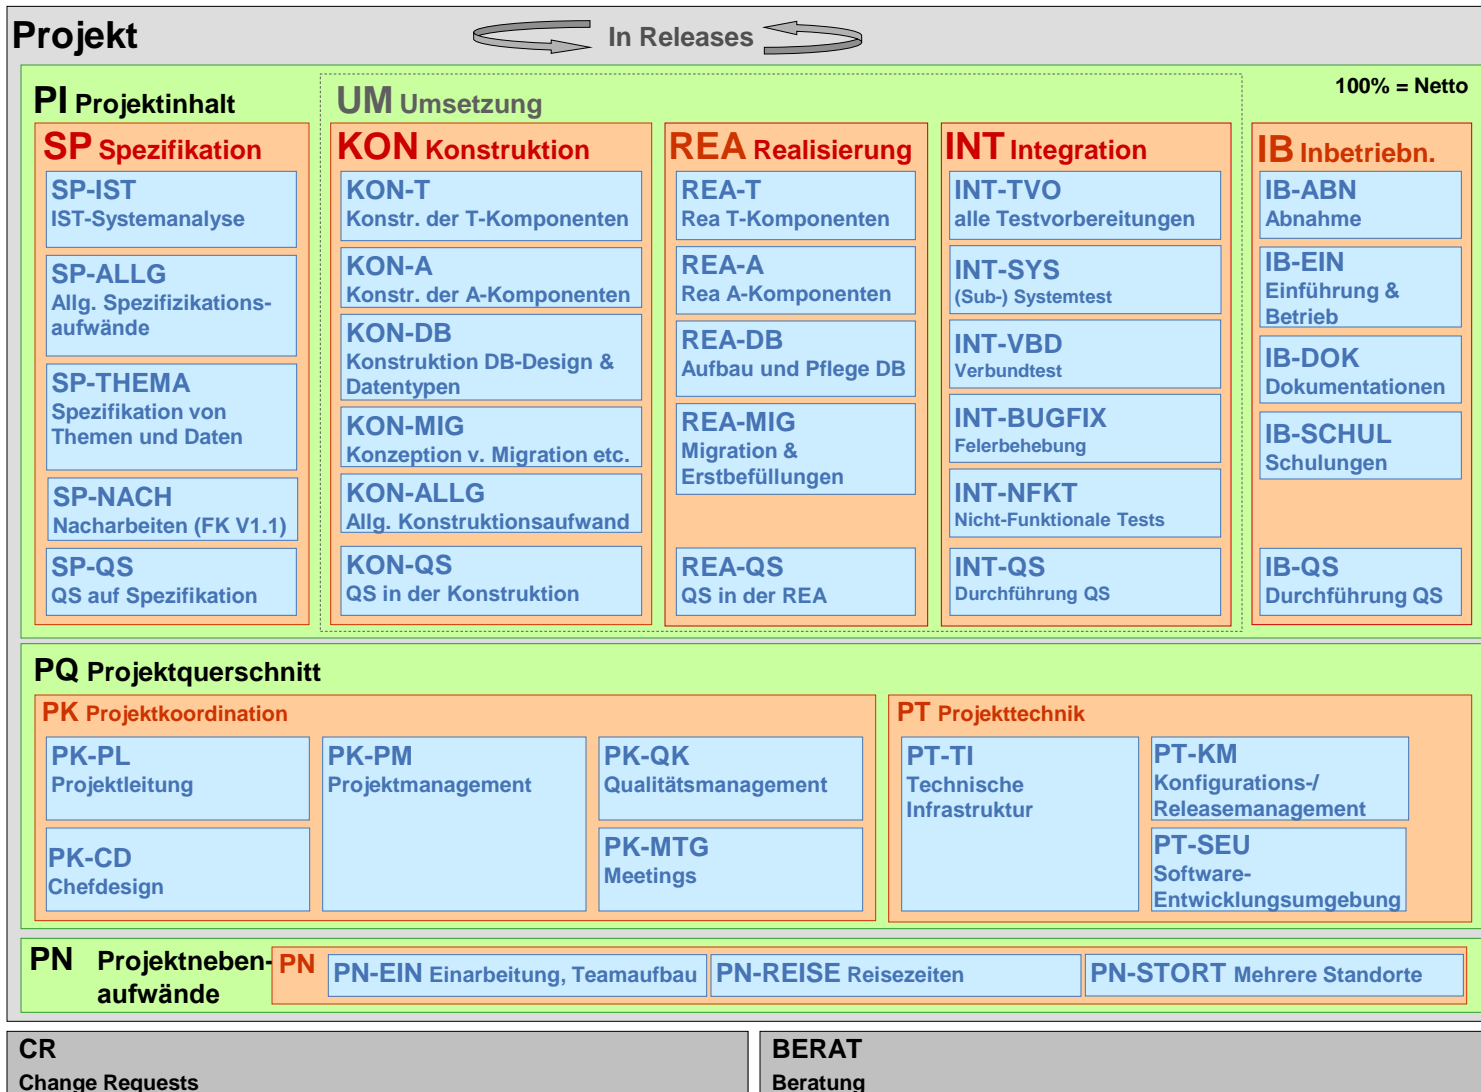 Projekt
In Releases
PI Projektinhalt
UM Umsetzung
100% = Netto
SP Spezifikation
SP-IST
IST-Systemanalyse
SP-ALLG
Allg. Spezifizikations-
aufwände
SP-THEMA
Spezifikation von
Themen und Daten
SP-NACH
Nacharbeiten (FK V1.1)
SP-QS
QS auf Spezifikation
KON Konstruktion
KON-T
Konstr. der T-Komponenten
KON-A
Konstr. der A-Komponenten
KON-DB
Konstruktion DB-Design &
Datentypen
KON-MIG
Konzeption v. Migration etc.
KON-ALLG
Allg. Konstruktionsaufwand
KON-QS
QS in der Konstruktion
REA Realisierung
REA-T
Rea T-Komponenten
REA-A
Rea A-Komponenten
REA-DB
Aufbau und Pflege DB
REA-MIG
Migration &
Erstbefüllungen
REA-QS
QS in der REA
INT Integration
INT-TVO
alle Testvorbereitungen
INT-SYS
(Sub-) Systemtest
INT-VBD
Verbundtest
INT-BUGFIX
Felerbehebung
INT-NFKT
Nicht-Funktionale Tests
INT-QS
Durchführung QS
IB Inbetriebn.
IB-ABN
Abnahme
IB-EIN
Einführung &
Betrieb
IB-DOK
Dokumentationen
IB-SCHUL
Schulungen
IB-QS
Durchführung QS
PQ Projektquerschnitt
PK Projektkoordination
PK-PL
Projektleitung
PK-CD
Chefdesign
PK-PM
Projektmanagement
PK-QK
Qualitätsmanagement
PK-MTG
Meetings
PT Projekttechnik
PT-TI
Technische
Infrastruktur
PT-KM
Konfigurations-/
Releasemanagement
PT-SEU
Software-
Entwicklungsumgebung
PN Projektneben-
aufwände
PN
PN-EIN Einarbeitung, Teamaufbau
PN-REISE Reisezeiten
PN-STORT Mehrere Standorte
CR
Change Requests
BERAT
Beratung